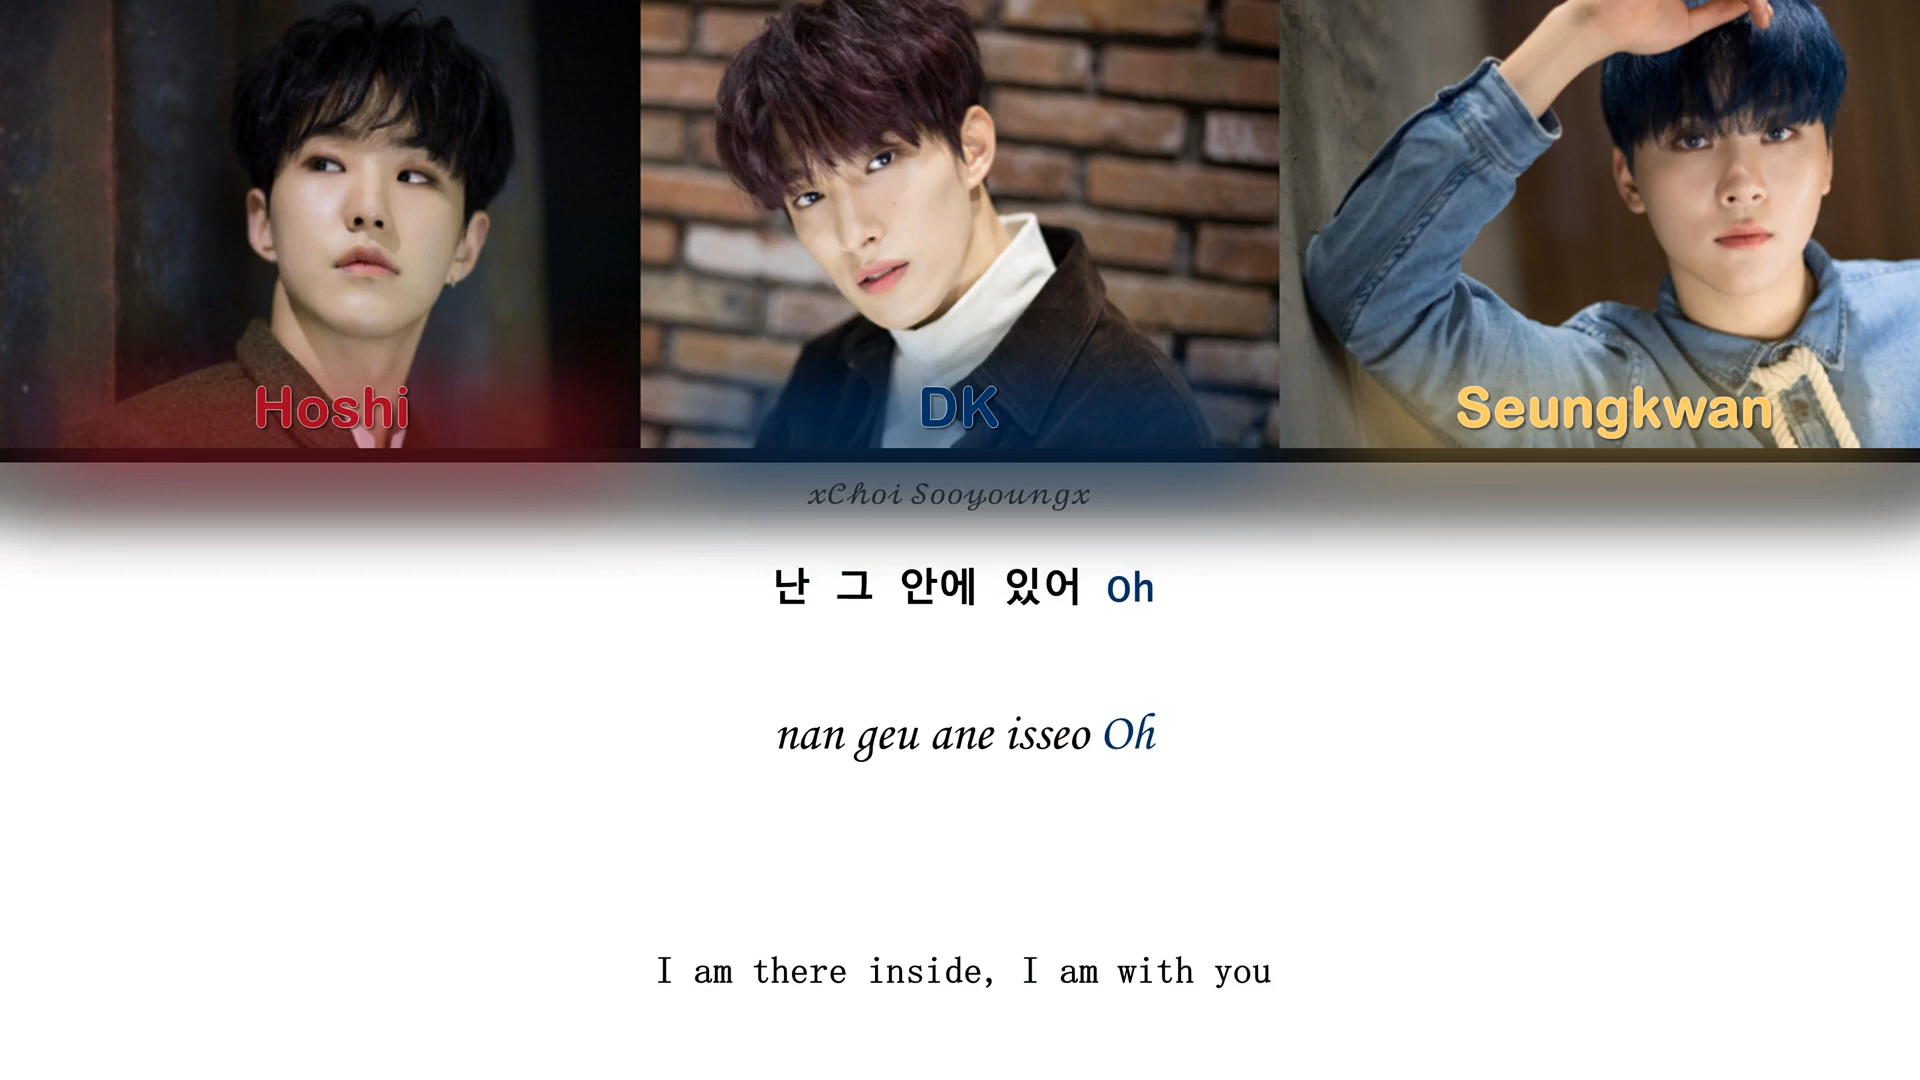 Hoshi
DK
Seungkwan
xChoi Sooyoungx
난 그 안에 있어 Oh
nan geu ane isseo Oh
I am there inside, I am with you